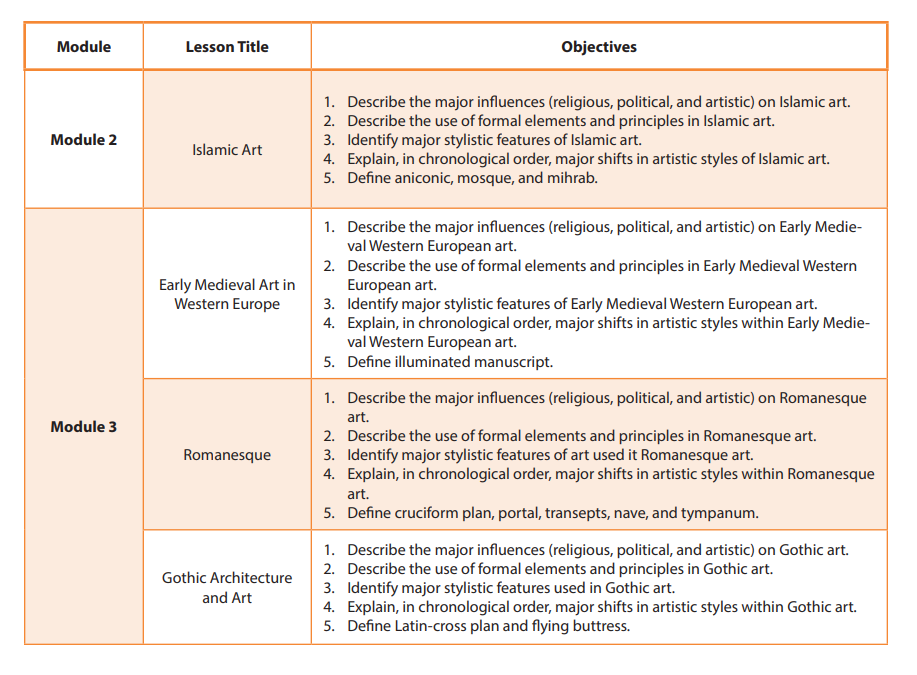 Module
Lesson Title
Objectives
Module 2
Islamic Art
1. Describe the major influences (religious, political, and artistic) on Islamic art.
2. Describe the use of formal elements and principles in Islamic art.
3. Identify major stylistic features of Islamic art.
4. Explain, in chronological order, major shifts in artistic styles of Islamic art.
5. Define aniconic, mosque, and mihrab.
Module 3
Early Medieval Art in
Western Europe
1. Describe the major influences (religious, political, and artistic) on Early Medie-
val Western European art.
2. Describe the use of formal elements and principles in Early Medieval Western
European art.
3. Identify major stylistic features of Early Medieval Western European art.
4. Explain, in chronological order, major shifts in artistic styles within Early Medie-
val Western European art.
5. Define illuminated manuscript.
Romanesque
1. Describe the major influences (religious, political, and artistic) on Romanesque
art.
2. Describe the use of formal elements and principles in Romanesque art.
3. Identify major stylistic features of art used it Romanesque art.
4. Explain, in chronological order, major shifts in artistic styles within Romanesque
art.
5. Define cruciform plan, portal, transepts, nave, and tympanum.
Gothic Architecture
and Art
1. Describe the major influences (religious, political, and artistic) on Gothic art.
2. Describe the use of formal elements and principles in Gothic art.
3. Identify major stylistic features used in Gothic art.
4. Explain, in chronological order, major shifts in artistic styles within Gothic art.
5. Define Latin-cross plan and flying buttress.